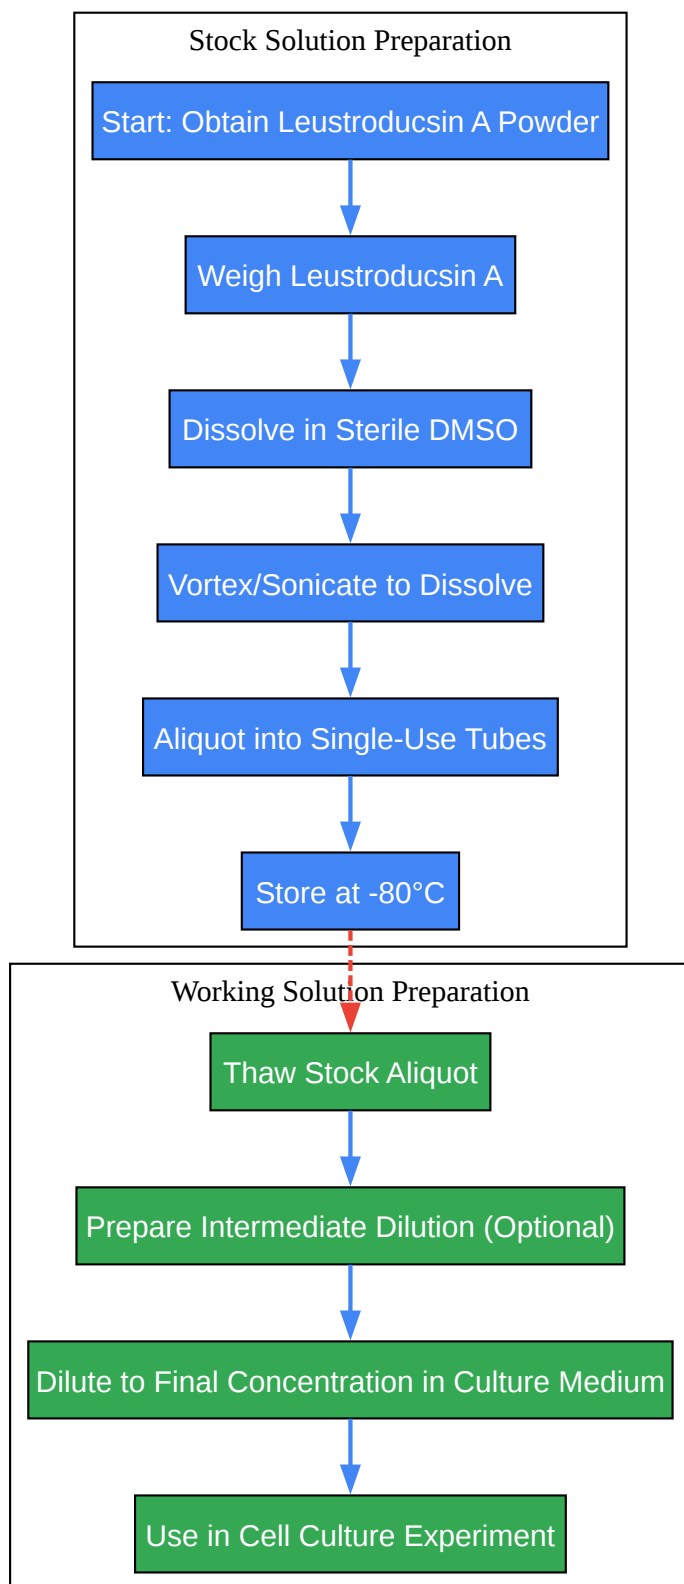 Stock Solution Preparation
Start: Obtain Leustroducsin A Powder
Weigh Leustroducsin A
Dissolve in Sterile DMSO
Vortex/Sonicate to Dissolve
Aliquot into Single-Use Tubes
Store at -80°C
Working Solution Preparation
Thaw Stock Aliquot
Prepare Intermediate Dilution (Optional)
Dilute to Final Concentration in Culture Medium
Use in Cell Culture Experiment